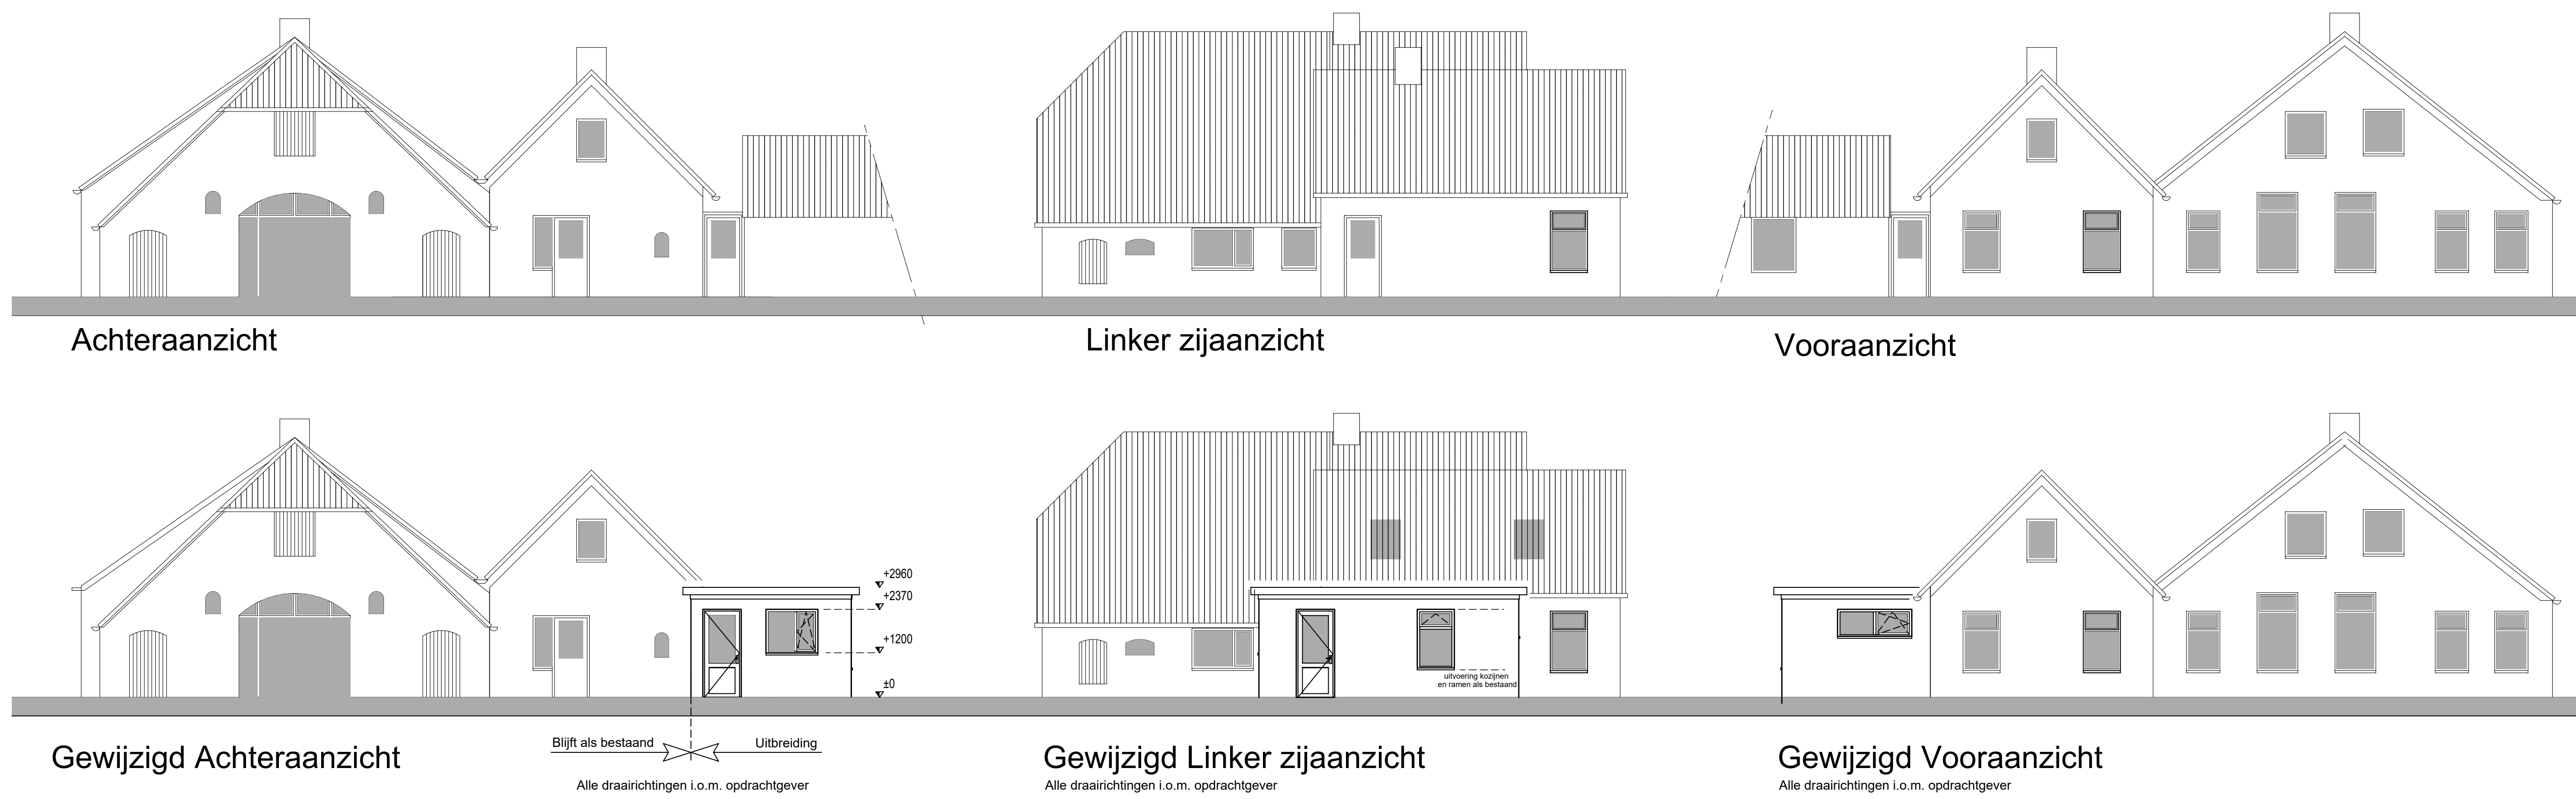 Achteraanzicht
Linker zijaanzicht
Vooraanzicht
+2960
+2370
+1200
±0
uitvoering kozijnen
en ramen als bestaand
Blijft als bestaand
Uitbreiding
Gewijzigd Achteraanzicht
Alle draairichtingen i.o.m. opdrachtgever
Gewijzigd Linker zijaanzicht
Alle draairichtingen i.o.m. opdrachtgever
Gewijzigd Vooraanzicht
Alle draairichtingen i.o.m. opdrachtgever